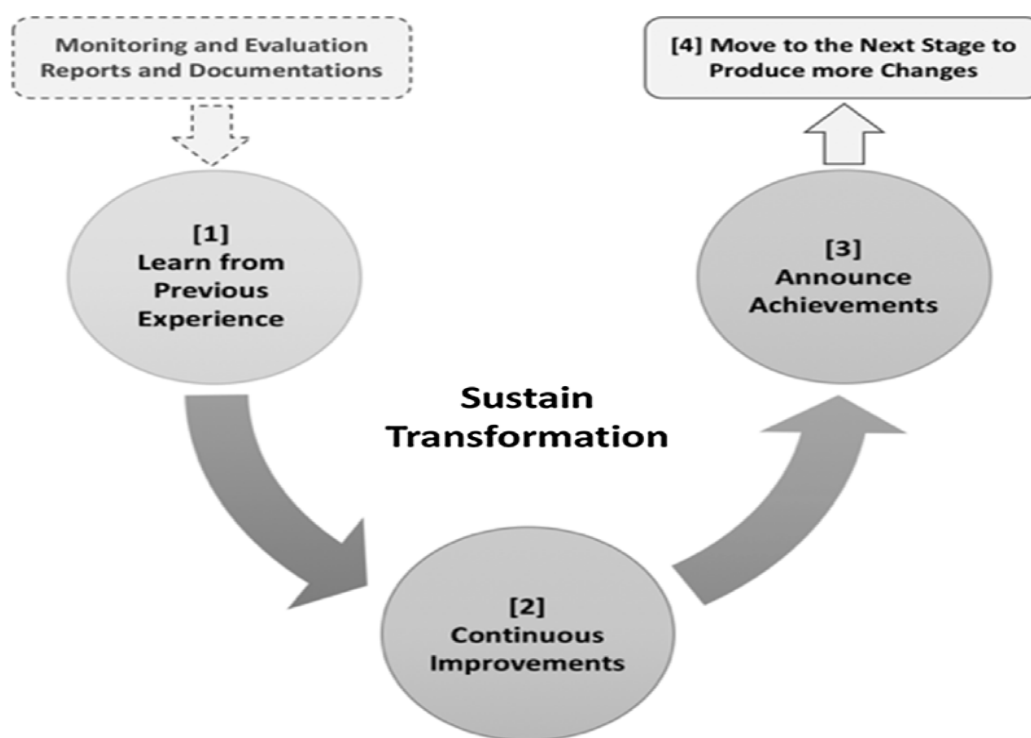 Monitoring and Evaluation
Reports and Documentations
[4] Move to the Next Stage to
Produce more Changes
[1]
Learn from
Previous
Experience
[3]
Announce
Achievements
Sustain
Transformation
[2]
Continuous
Improvements